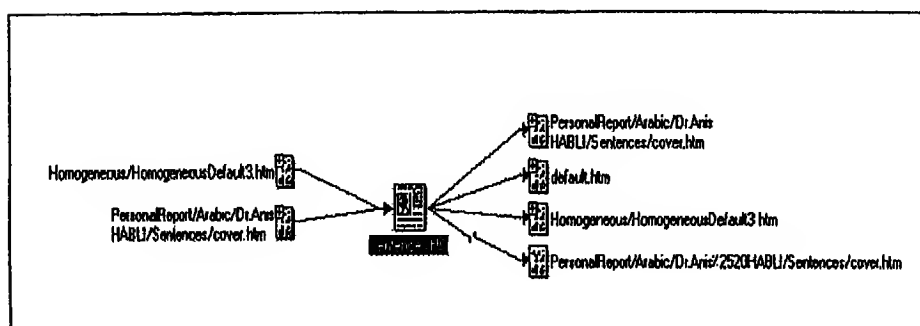 PersonalReport/Arabic/Dr.Anis
HABLI/Sentences/cover.htm
default.htm
Homogeneous/HomogeneousDefault3.htm
PersonalReport/Arabic/Dr.Anis
HABLI/Sentences/cover.htm
Homogeneous/HomogeneousDefault3.htm
PersonalReport/Arabic/Dr.Anis%2520HABLI/Sentences/cover.htm